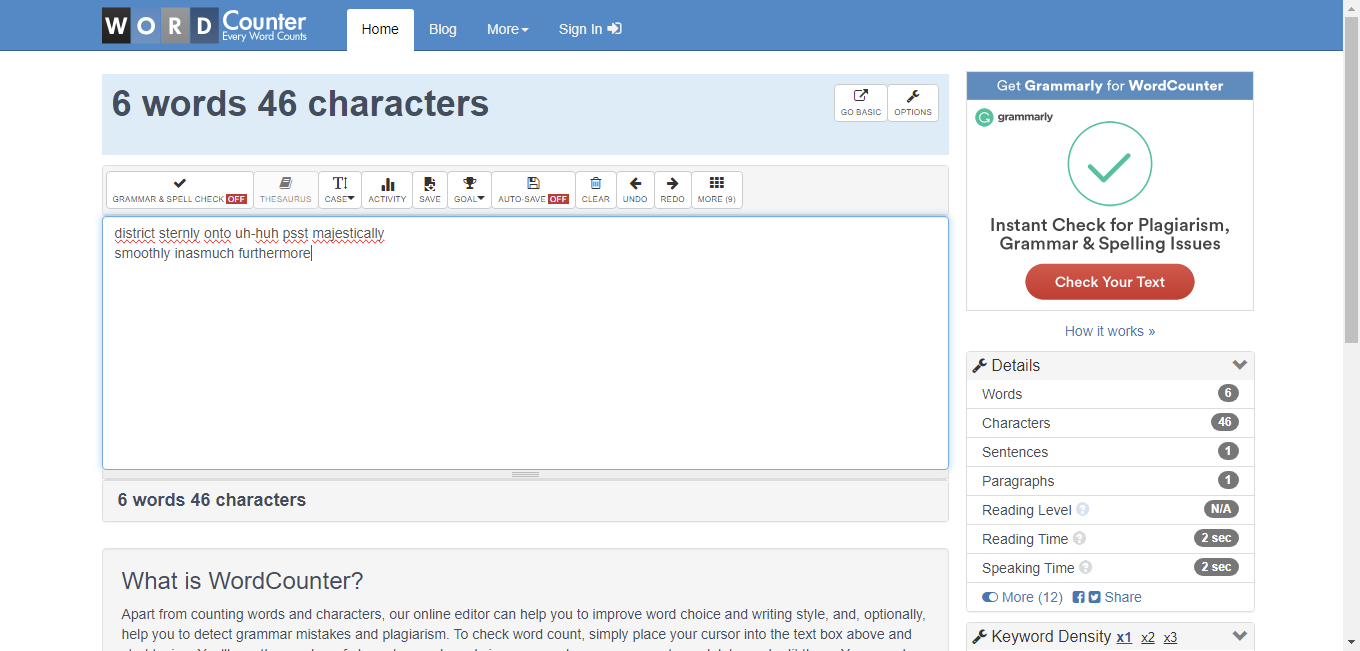 WORD Counter
Every Word Counts
Home
Blog
More
Sign In
6 words 46 characters
GO BASIC
OPTIONS
GRAMMAR & SPELL CHECK OFF
THESAURUS
CASE
ACTIVITY
SAVE
GOAL
AUTO-SAVE OFF
CLEAR
UNDO
REDO
MORE (9)
district sternly onto uh-huh psst majestically
smoothly inasmuch furthermore
6 words 46 characters
What is WordCounter?
Apart from counting words and characters, our online editor can help you to improve word choice and writing style, and, optionally,
help you to detect grammar mistakes and plagiarism. To check word count, simply place your cursor into the text box above and
Get Grammarly for WordCounter
grammarly
Instant Check for Plagiarism,
Grammar & Spelling Issues
Check Your Text
How it works »
Details
Words 6
Characters 46
Sentences 1
Paragraphs 1
Reading Level ? N/A
Reading Time ? 2 sec
Speaking Time ? 2 sec
More (12) Share
Keyword Density x1 x2 x3